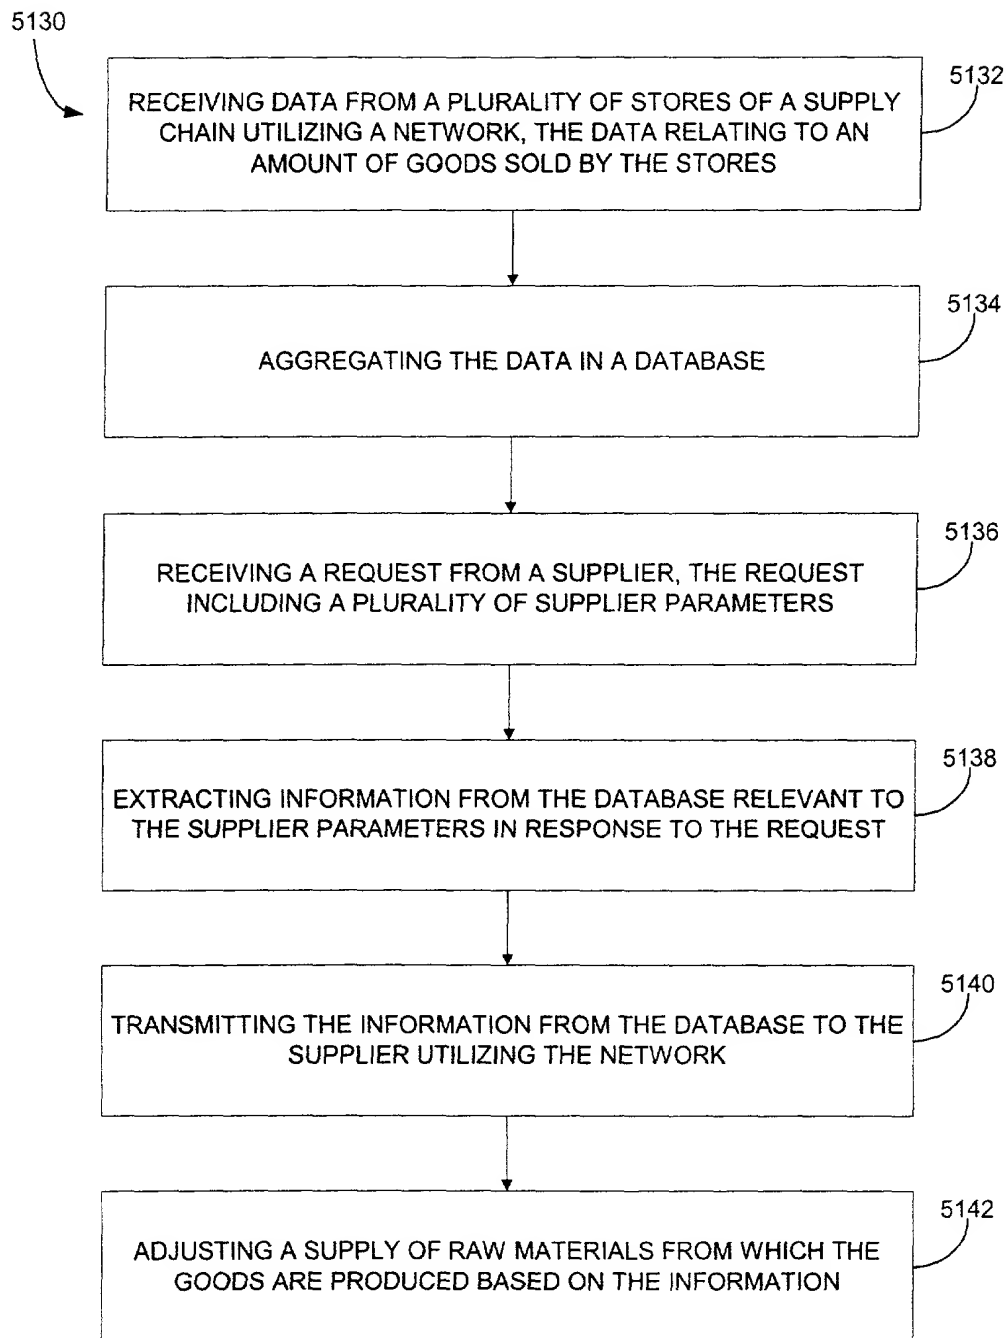 5130
5132
RECEIVING DATA FROM A PLURALITY OF STORES OF A SUPPLY
CHAIN UTILIZING A NETWORK, THE DATA RELATING TO AN
AMOUNT OF GOODS SOLD BY THE STORES
5134
AGGREGATING THE DATA IN A DATABASE
5136
RECEIVING A REQUEST FROM A SUPPLIER, THE REQUEST
INCLUDING A PLURALITY OF SUPPLIER PARAMETERS
5138
EXTRACTING INFORMATION FROM THE DATABASE RELEVANT TO
THE SUPPLIER PARAMETERS IN RESPONSE TO THE REQUEST
5140
TRANSMITTING THE INFORMATION FROM THE DATABASE TO THE
SUPPLIER UTILIZING THE NETWORK
5142
ADJUSTING A SUPPLY OF RAW MATERIALS FROM WHICH THE
GOODS ARE PRODUCED BASED ON THE INFORMATION